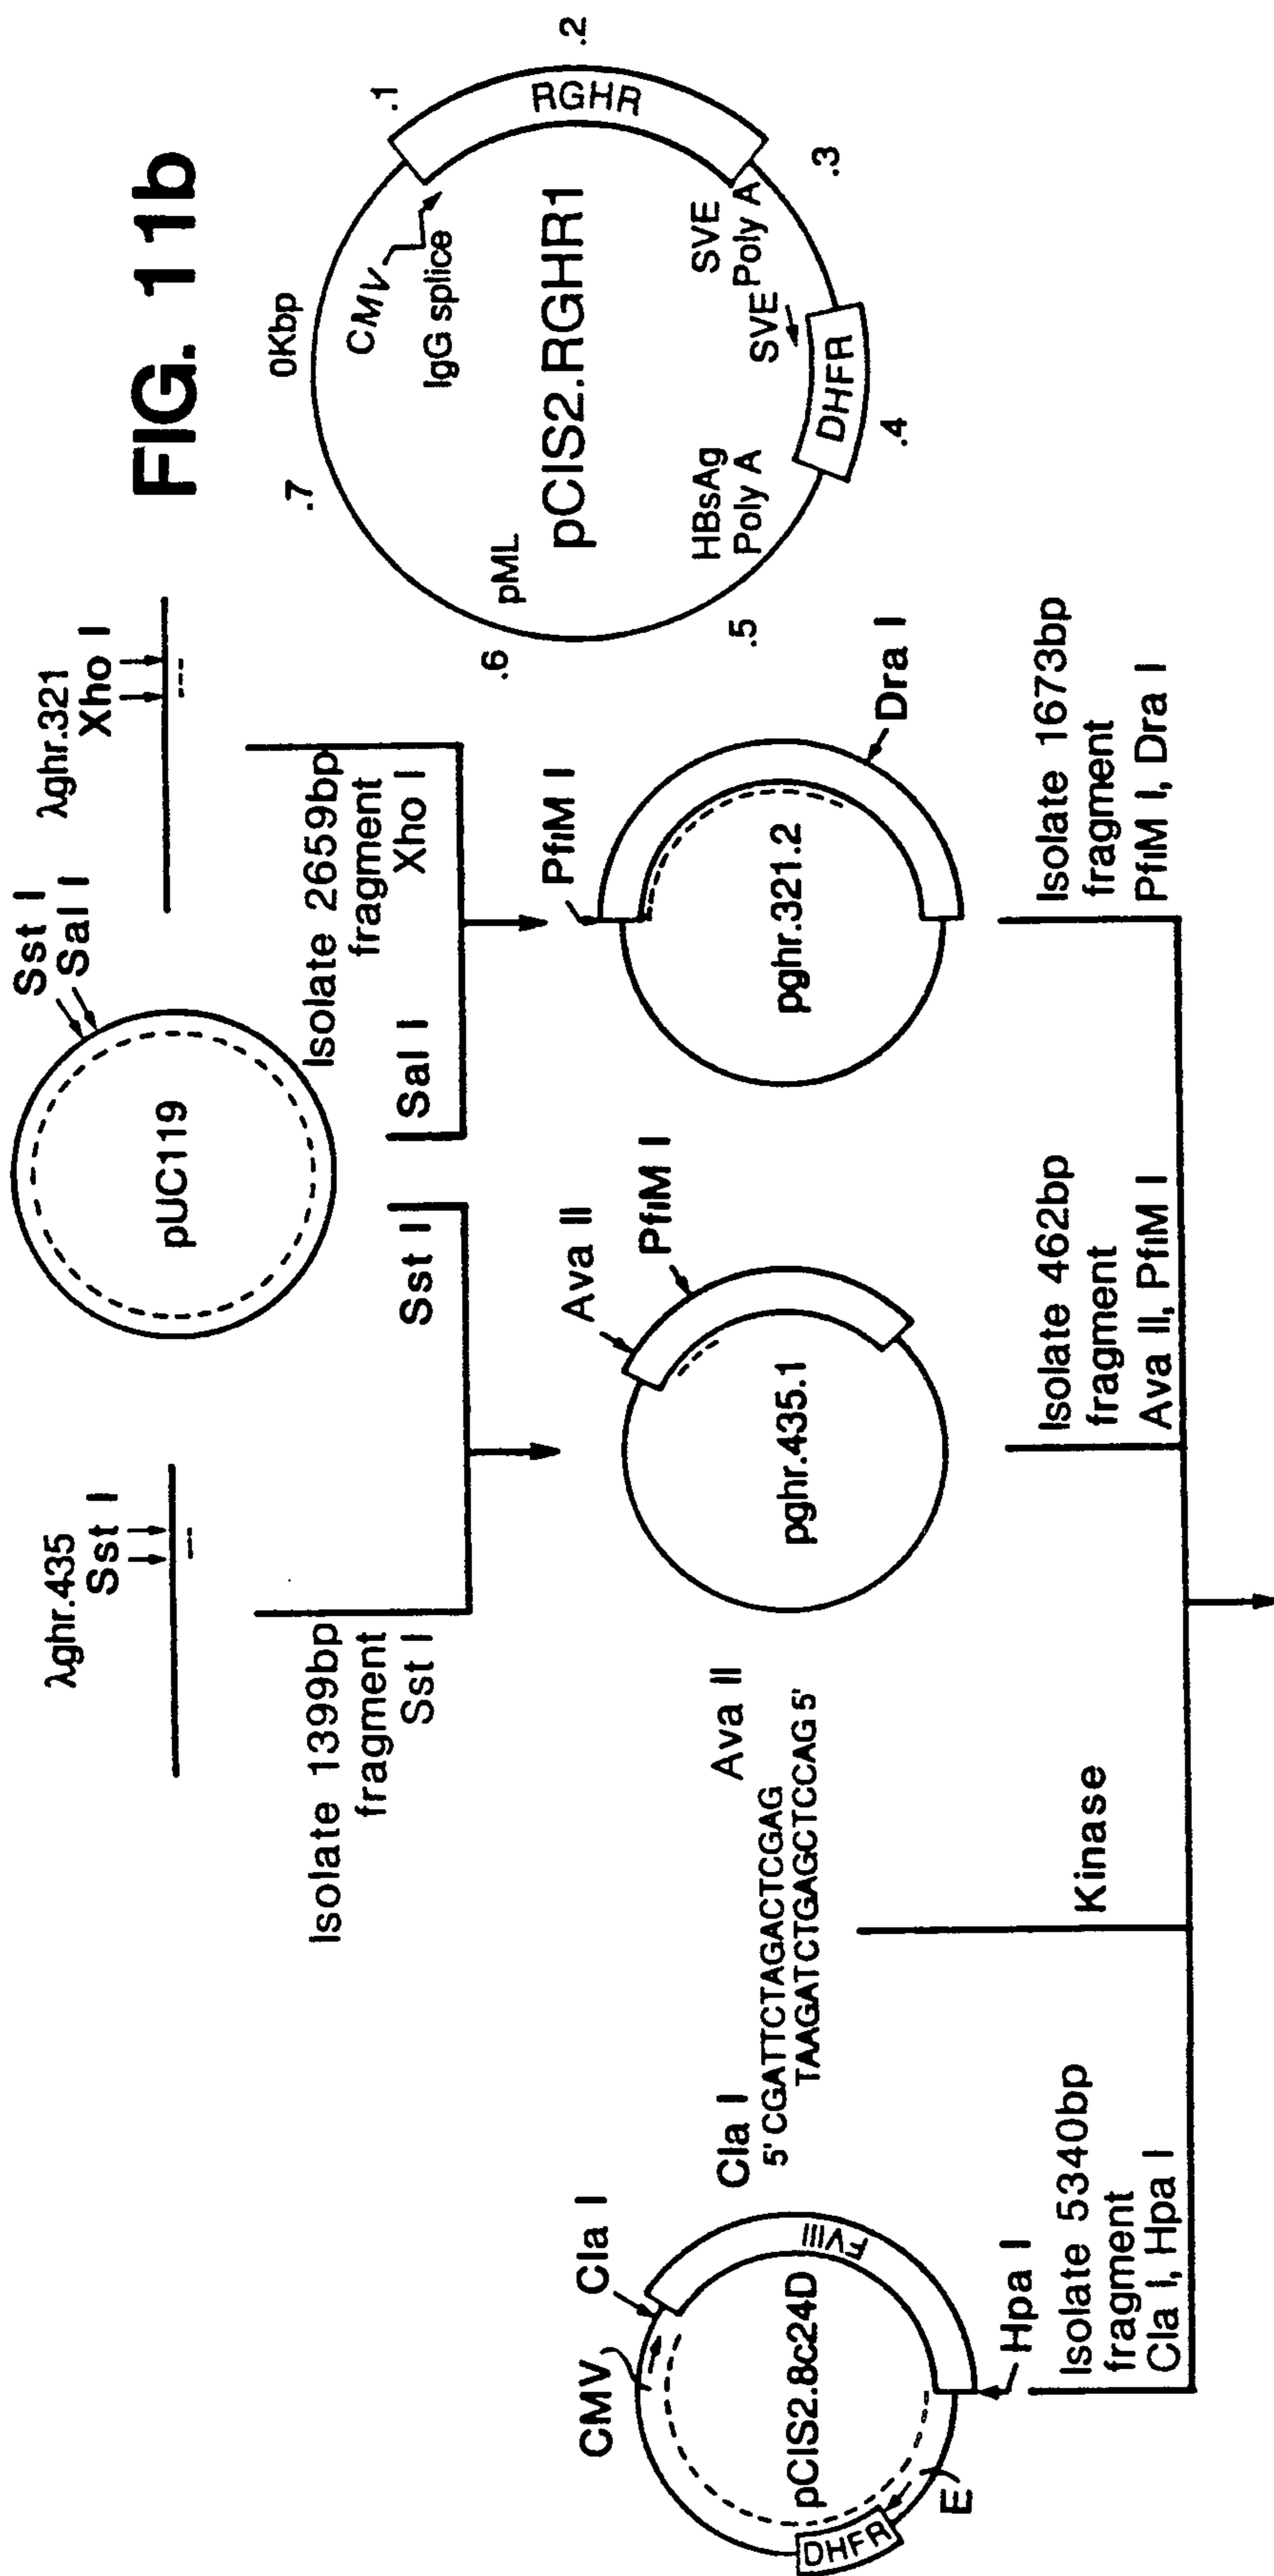 FIG. 11b
λghr.435
Sst I
Isolate 1399bp
fragment
Sst I
pUC119
Sst I
Sal I
Sst I
Sal I
λghr.321
Xho I
Isolate 2659bp
fragment
Xho I
CMV
Cla I
FVIII
pCIS2.8c24D
DHFR
E
Hpa I
Isolate 5340bp
fragment
Cla I, Hpa I
Cla I
Ava II
5' CGATTCTAGACTCGAG
TAAGATCTGAGCTCCAG 5'
Kinase
Ava II
PflM I
pghr.435.1
Isolate 462bp
fragment
Ava II, PflM I
PflM I
pghr.321.2
Dra I
Isolate 1673bp
fragment
PflM I, Dra I
0Kbp
.1
.2
.3
.4
.5
.6
.7
CMV
IgG splice
RGHR
pML
pCIS2.RGHR1
SVE
Poly A
SVE
DHFR
HBsAg
Poly A